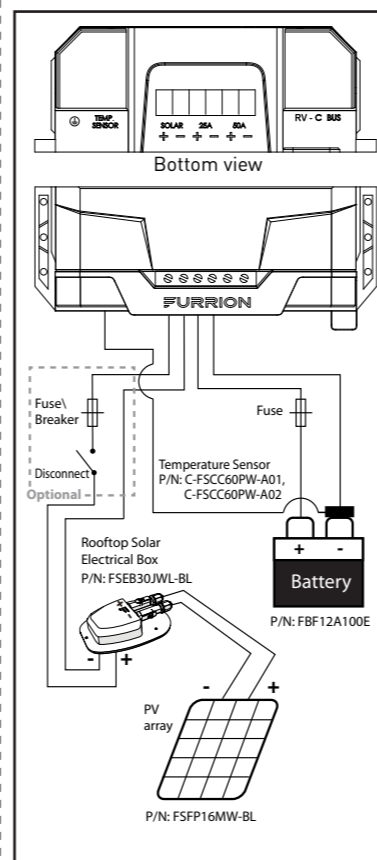 TEMP.
SENSOR
SOLAR 25A 50A
+ - + - + -
RV - C BUS
Bottom view
FURRION
Fuse\
Breaker
Fuse
Disconnect
Optional
Temperature Sensor
P/N: C-FSCC60PW-A01,
C-FSCC60PW-A02
Rooftop Solar
Electrical Box
P/N: FSEB30JWL-BL
+ -
Battery
P/N: FBF12A100E
- +
- +
PV
array
P/N: FSFP16MW-BL